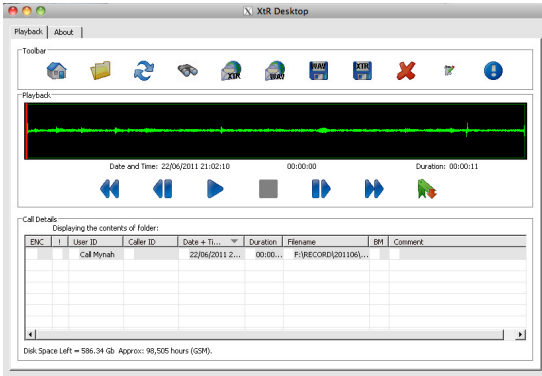 XtR Desktop
Playback About
Toolbar
XTR WAV WAV XTR
Playback
Date and Time: 22/06/2011 21:02:10 00:00:00 Duration: 00:00:11
Call Details
Displaying the contents of folder:
ENC ! User ID Caller ID Date + Ti... Duration Filename BM Comment
Call Mynah 22/06/2011 2... 00:00... F:\RECORD\201106\...
Disk Space Left = 586.34 Gb Approx: 98,505 hours (GSM).